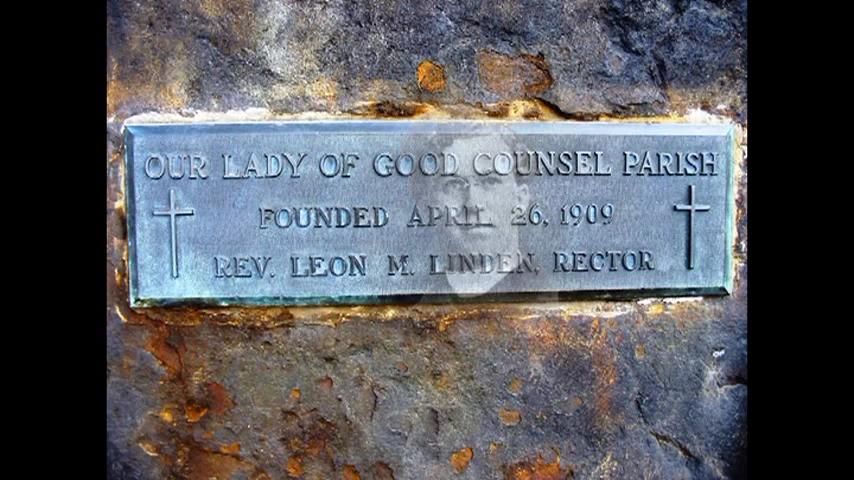 OUR LADY OF GOOD COUNSEL PARISH
FOUNDED APRIL 26, 1909
REV. LEON M. LINDEN, RECTOR